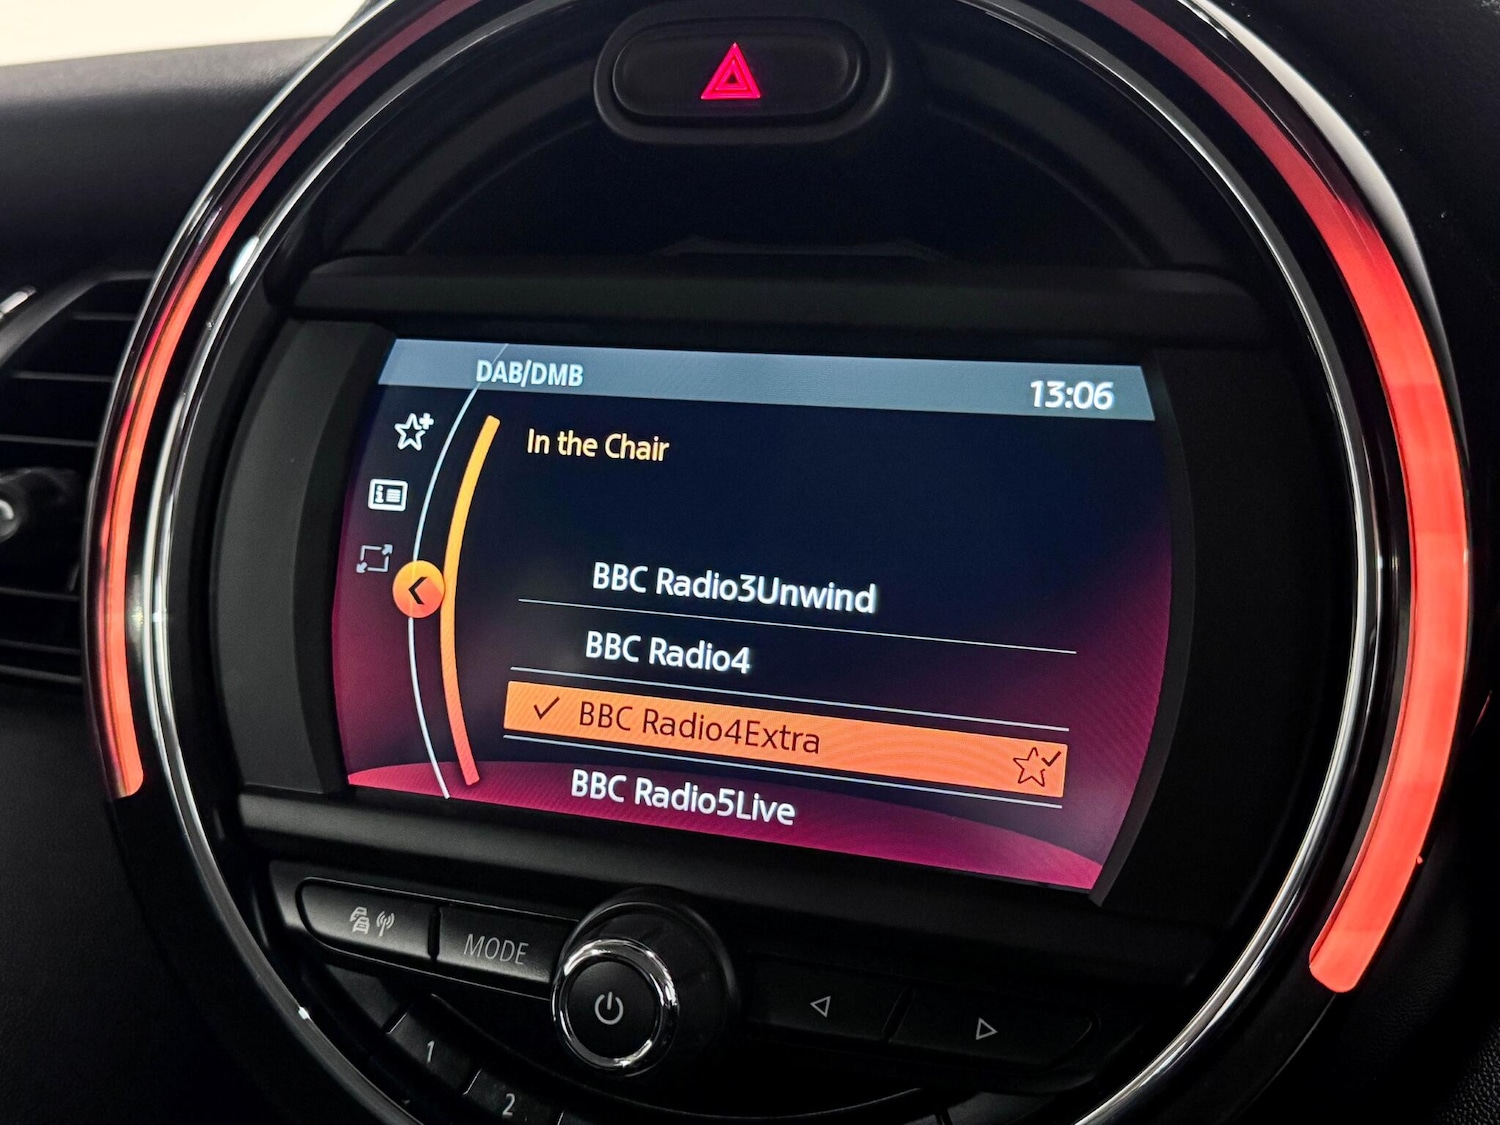 DAB/DMB
13:06
In the Chair
BBC Radio3Unwind
BBC Radio4
BBC Radio4Extra
BBC Radio5Live
MODE
1
2